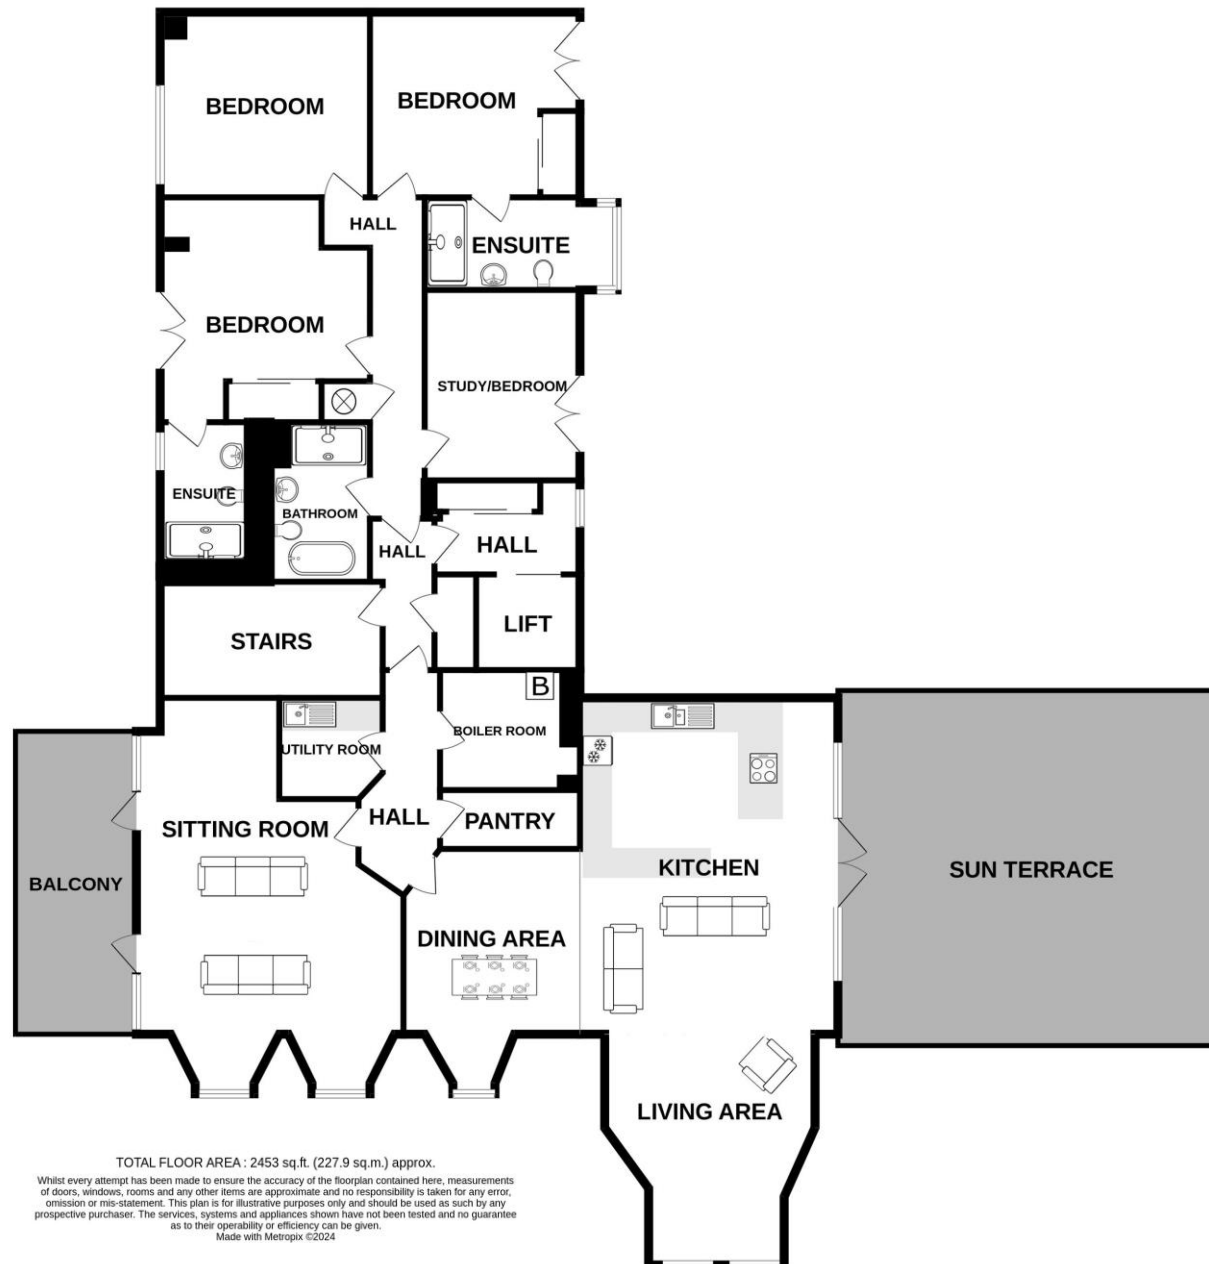 BEDROOM
BEDROOM
HALL
ENSUITE
BEDROOM
STUDY/BEDROOM
ENSUITE
BATHROOM
HALL
HALL
LIFT
STAIRS
B
BOILER ROOM
UTILITY ROOM
HALL
PANTRY
SITTING ROOM
KITCHEN
SUN TERRACE
BALCONY
DINING AREA
LIVING AREA
TOTAL FLOOR AREA : 2453 sq.ft. (227.9 sq.m.) approx.
Whilst every attempt has been made to ensure the accuracy of the floorplan contained here, measurements
of doors, windows, rooms and any other items are approximate and no responsibility is taken for any error,
omission or mis-statement. This plan is for illustrative purposes only and should be used as such by any
prospective purchaser. The services, systems and appliances shown have not been tested and no guarantee
as to their operability or efficiency can be given.
Made with Metropix ©2024